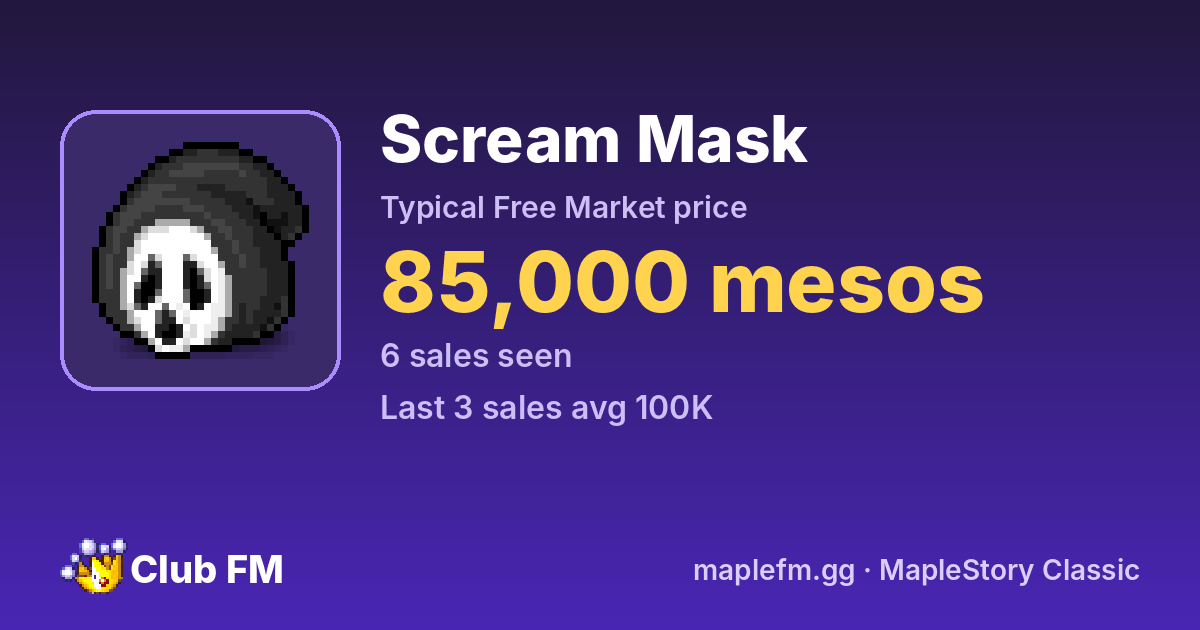 Scream Mask
Typical Free Market price
85,000 mesos
6 sales seen
Last 3 sales avg 100K
Club FM
maplefm.gg · MapleStory Classic